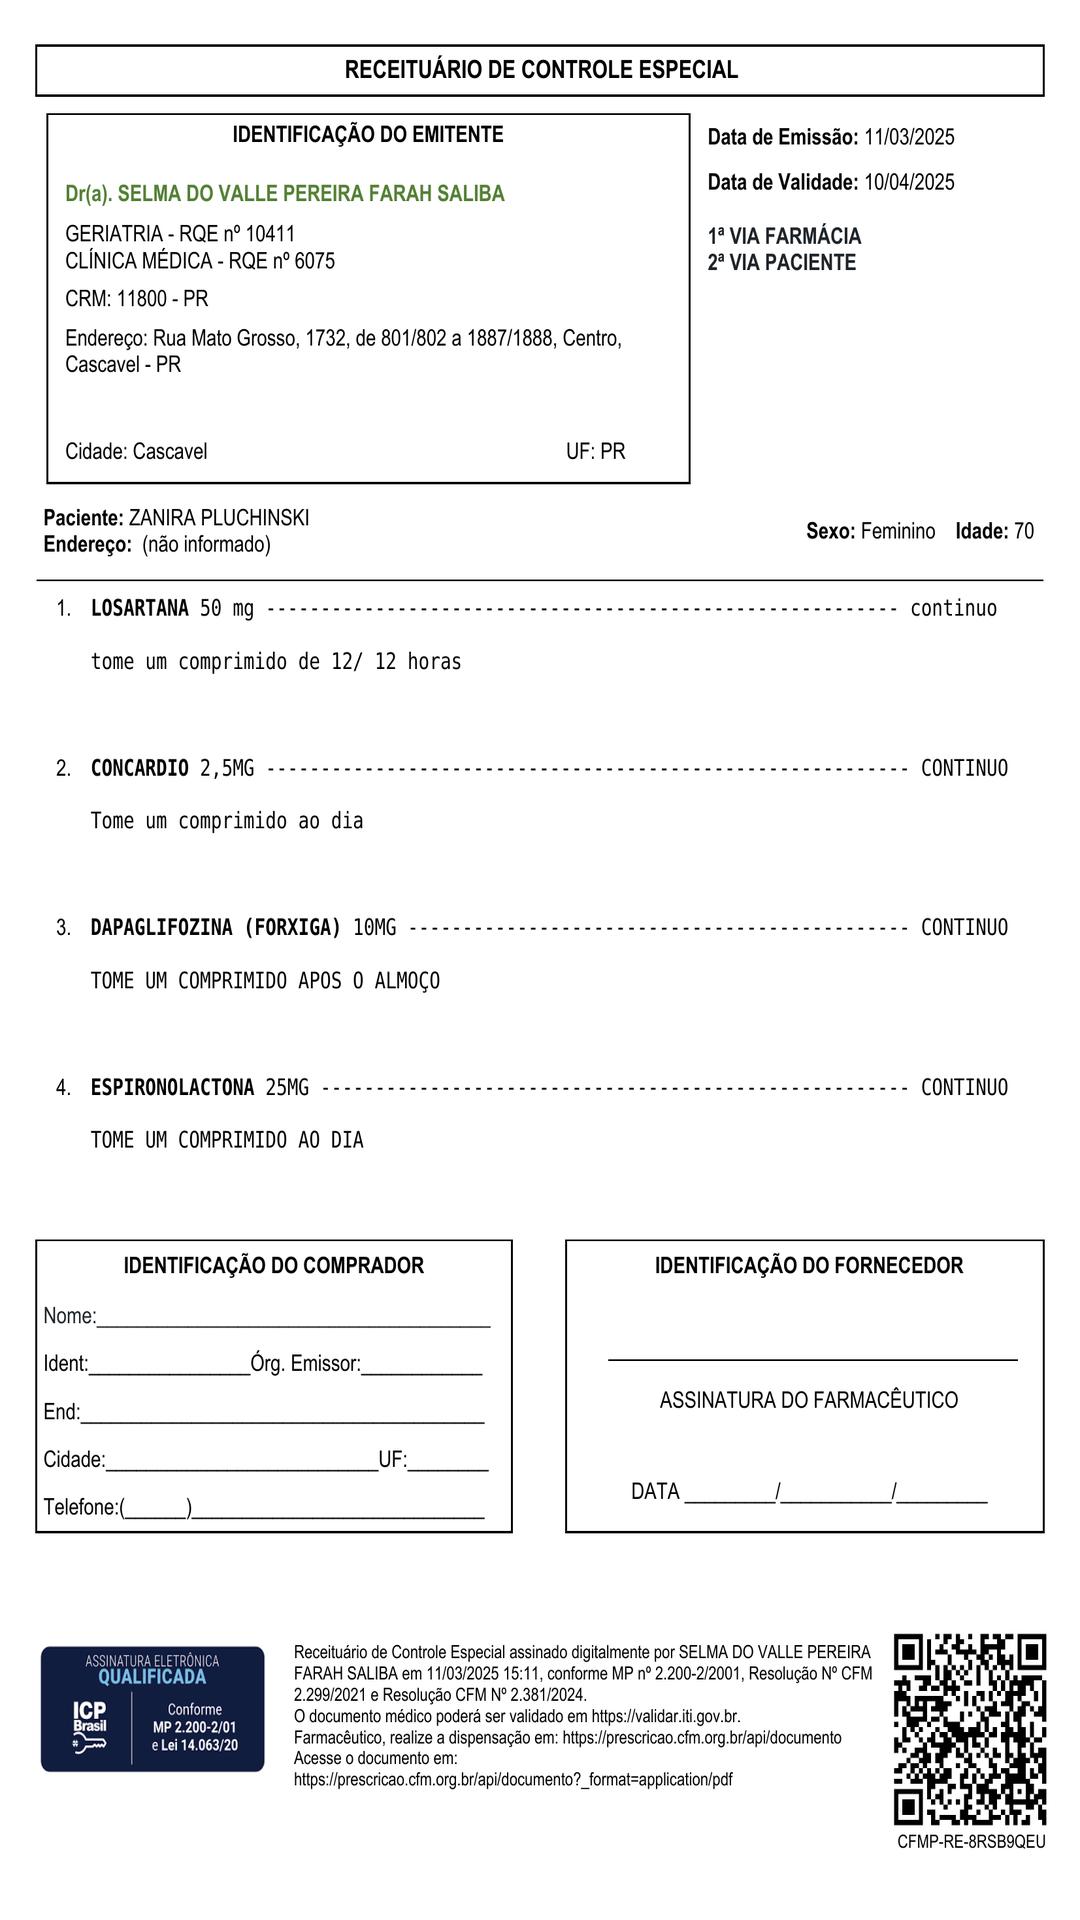 RECEITUÁRIO DE CONTROLE ESPECIAL
IDENTIFICAÇÃO DO EMITENTE
Dr(a). SELMA DO VALLE PEREIRA FARAH SALIBA
GERIATRIA - RQE nº 10411
CLÍNICA MÉDICA - RQE nº 6075
CRM: 11800 - PR
Endereço: Rua Mato Grosso, 1732, de 801/802 a 1887/1888, Centro,
Cascavel - PR
Cidade: Cascavel UF: PR
Data de Emissão: 11/03/2025
Data de Validade: 10/04/2025
1ª VIA FARMÁCIA
2ª VIA PACIENTE
Paciente: ZANIRA PLUCHINSKI
Endereço: (não informado)
Sexo: Feminino Idade: 70
1. LOSARTANA 50 mg ---------------------------------------------------------- continuo
tome um comprimido de 12/ 12 horas
2. CONCARDIO 2,5MG ----------------------------------------------------------- CONTINUO
Tome um comprimido ao dia
3. DAPAGLIFOZINA (FORXIGA) 10MG ---------------------------------------------- CONTINUO
TOME UM COMPRIMIDO APOS O ALMOÇO
4. ESPIRONOLACTONA 25MG ------------------------------------------------------ CONTINUO
TOME UM COMPRIMIDO AO DIA
IDENTIFICAÇÃO DO COMPRADOR
Nome:_______________________________________
Ident:________________Órg. Emissor:____________
End:________________________________________
Cidade:___________________________UF:________
Telefone:(______)_____________________________
IDENTIFICAÇÃO DO FORNECEDOR
ASSINATURA DO FARMACÊUTICO
DATA _________/___________/_________
ASSINATURA ELETRÔNICA
QUALIFICADA
ICP
Brasil
Conforme
MP 2.200-2/01
e Lei 14.063/20
Receituário de Controle Especial assinado digitalmente por SELMA DO VALLE PEREIRA
FARAH SALIBA em 11/03/2025 15:11, conforme MP nº 2.200-2/2001, Resolução Nº CFM
2.299/2021 e Resolução CFM Nº 2.381/2024.
O documento médico poderá ser validado em https://validar.iti.gov.br.
Farmacêutico, realize a dispensação em: https://prescricao.cfm.org.br/api/documento
Acesse o documento em:
https://prescricao.cfm.org.br/api/documento?_format=application/pdf
CFMP-RE-8RSB9QEU